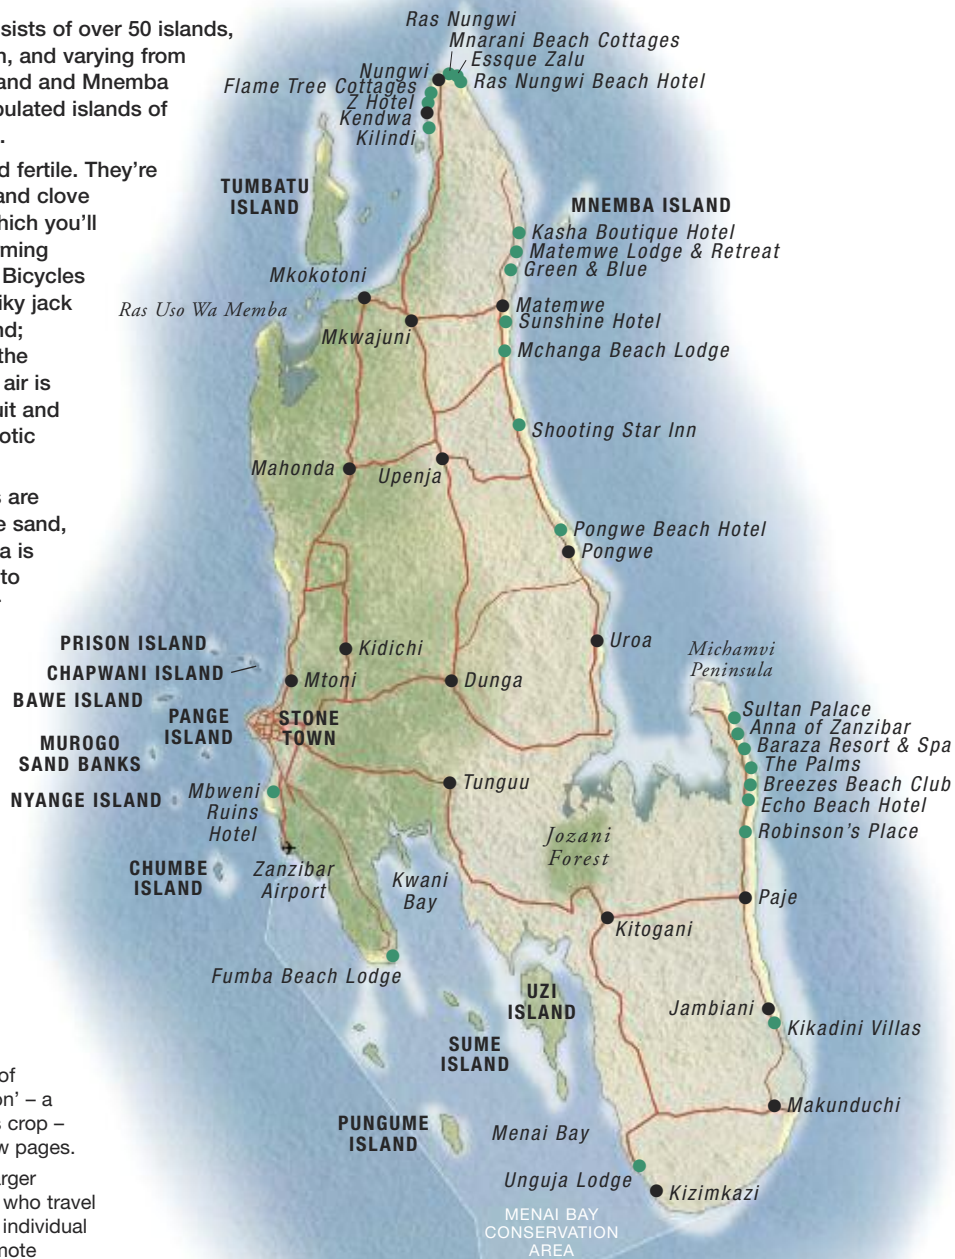 sists of over 50 islands,
, and varying from
and and Mnemba
pulated islands of
.
d fertile. They're
and clove
hich you'll
ming
Bicycles
iky jack
nd;
the
air is
uit and
otic
s are
e sand,
a is
to
Ras Nungwi
Mnarani Beach Cottages
Essque Zalu
Nungwi
Ras Nungwi Beach Hotel
Flame Tree Cottages
Z Hotel
Kendwa
Kilindi
TUMBATU
ISLAND
MNEMBA ISLAND
Kasha Boutique Hotel
Matemwe Lodge & Retreat
Green & Blue
Mkokotoni
Ras Uso Wa Memba
Matemwe
Sunshine Hotel
Mkwajuni
Mchanga Beach Lodge
Shooting Star Inn
Mahonda
Upenja
Pongwe Beach Hotel
Pongwe
PRISON ISLAND
Kidichi
Uroa
Michamvi
Peninsula
CHAPWANI ISLAND
Mtoni
Dunga
BAWE ISLAND
PANGE
ISLAND
STONE
TOWN
Sultan Palace
Anna of Zanzibar
Baraza Resort & Spa
The Palms
Breezes Beach Club
Echo Beach Hotel
Robinson's Place
MUROGO
SAND BANKS
Tunguu
NYANGE ISLAND
Mbweni
Ruins
Hotel
Jozani
Forest
CHUMBE
ISLAND
Zanzibar
Airport
Kwani
Bay
Paje
Kitogani
Fumba Beach Lodge
UZI
ISLAND
Jambiani
Kikadini Villas
SUME
ISLAND
Makunduchi
PUNGUME
ISLAND
Menai Bay
Unguja Lodge
Kizimkazi
MENAI BAY
CONSERVATION
AREA
of
on' – a
s crop –
w pages.
arger
who travel
individual
mote